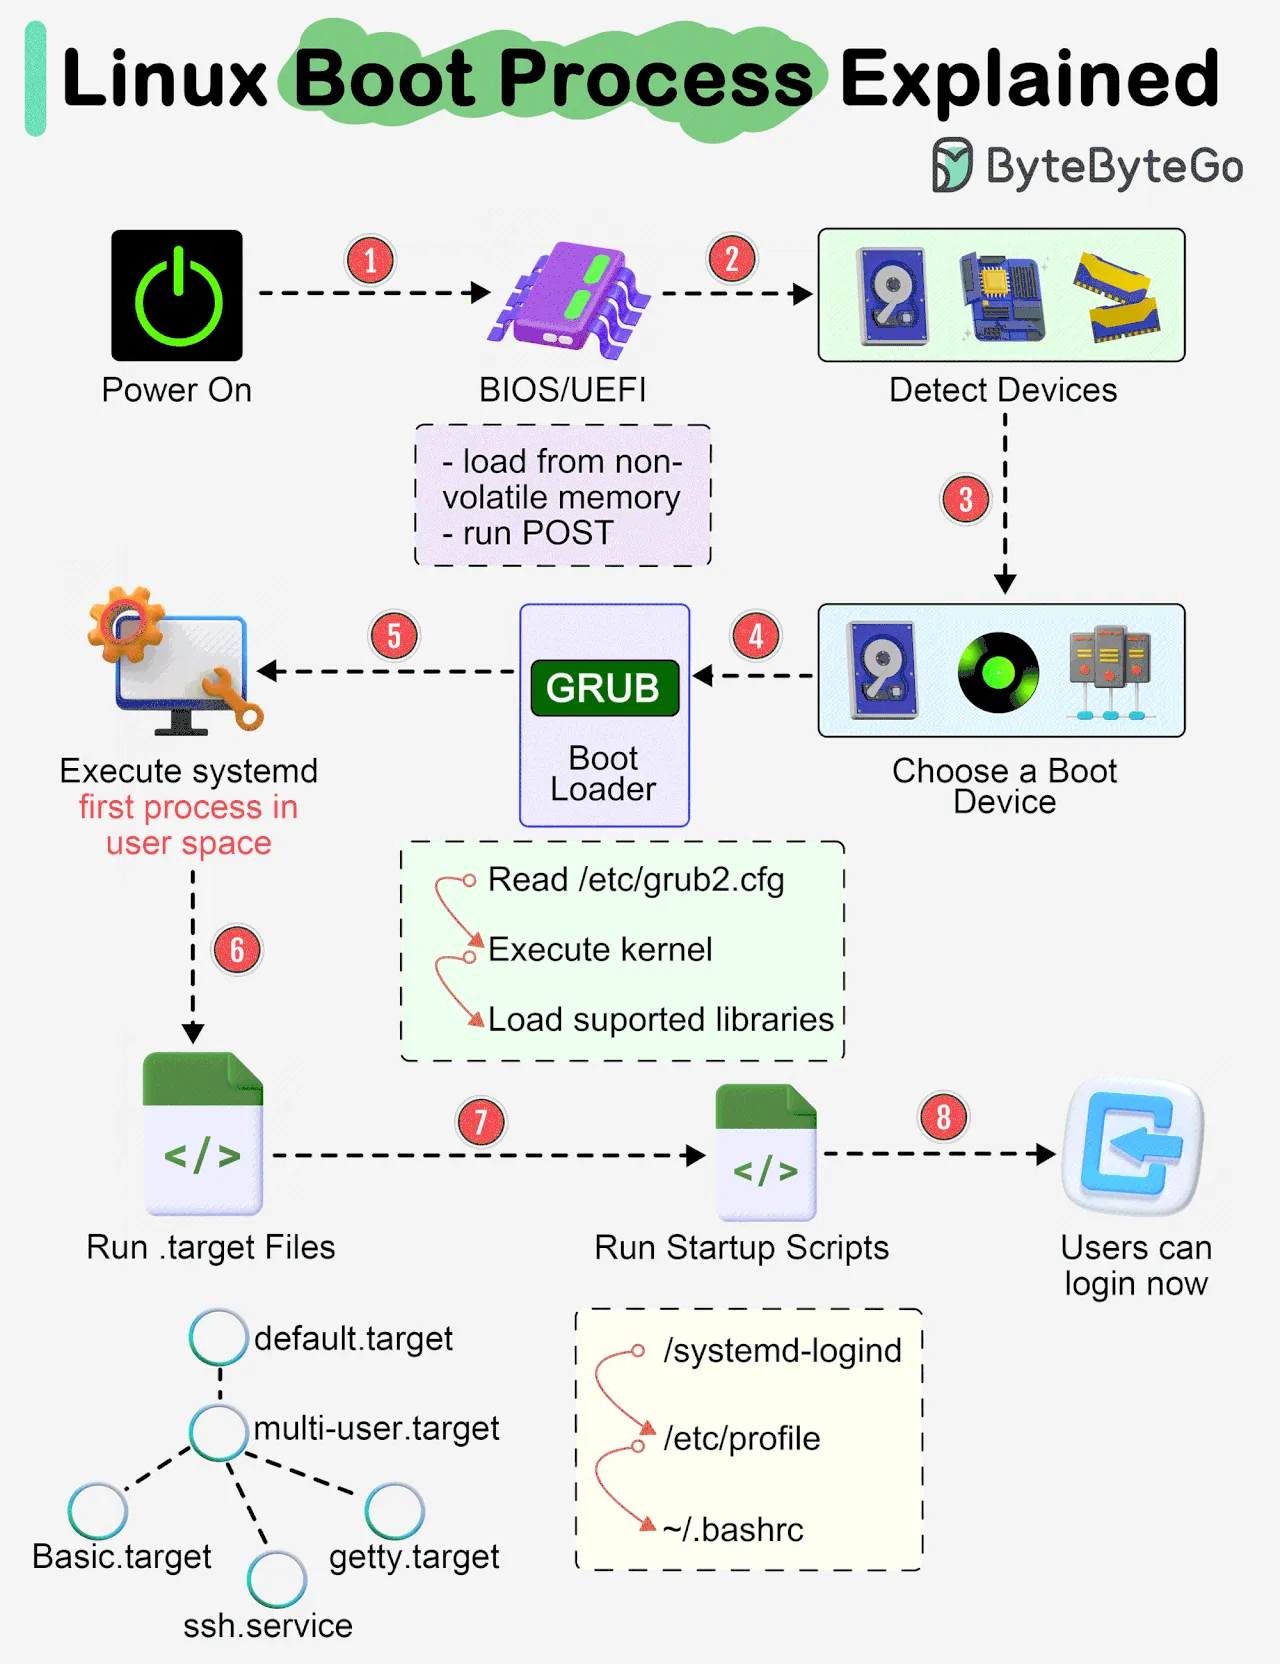 Linux Boot Process Explained
ByteByteGo
1
2
Power On
BIOS/UEFI
Detect Devices
- load from non-
volatile memory
- run POST
3
5
4
GRUB
Boot
Loader
Execute systemd
first process in
user space
Choose a Boot
Device
Read /etc/grub2.cfg
Execute kernel
Load suported libraries
6
7
8
</>
</>
Run .target Files
Run Startup Scripts
Users can
login now
default.target
multi-user.target
Basic.target
getty.target
ssh.service
/systemd-logind
/etc/profile
~/.bashrc